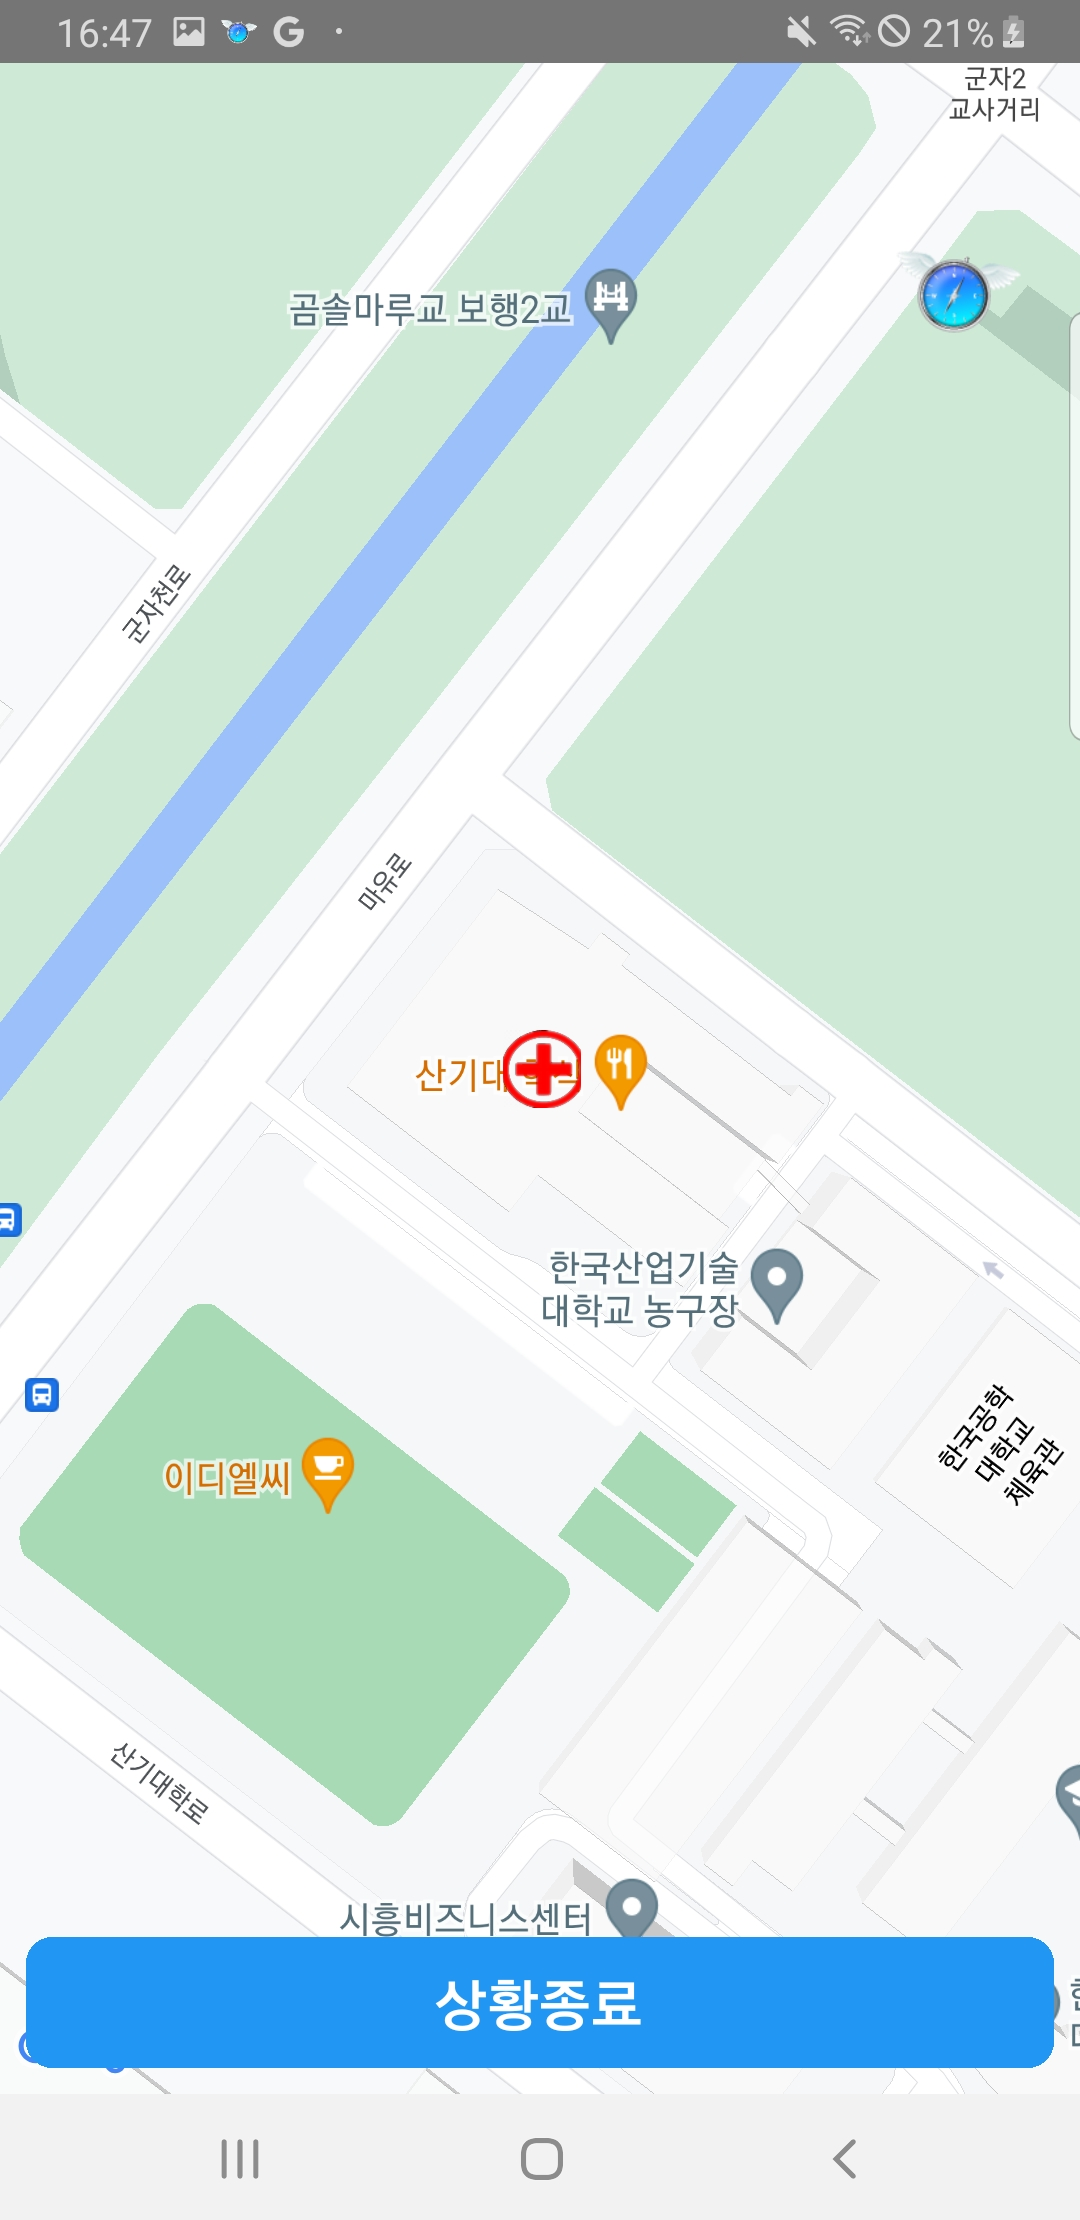 16:47
21%
군자2
교사거리
곰솔마루교 보행2교
군자천로
마유로
산기대
한국산업기술
대학교 농구장
한국공학
대학교
체육관
이디엘씨
산기대학로
시흥비즈니스센터
상황종료